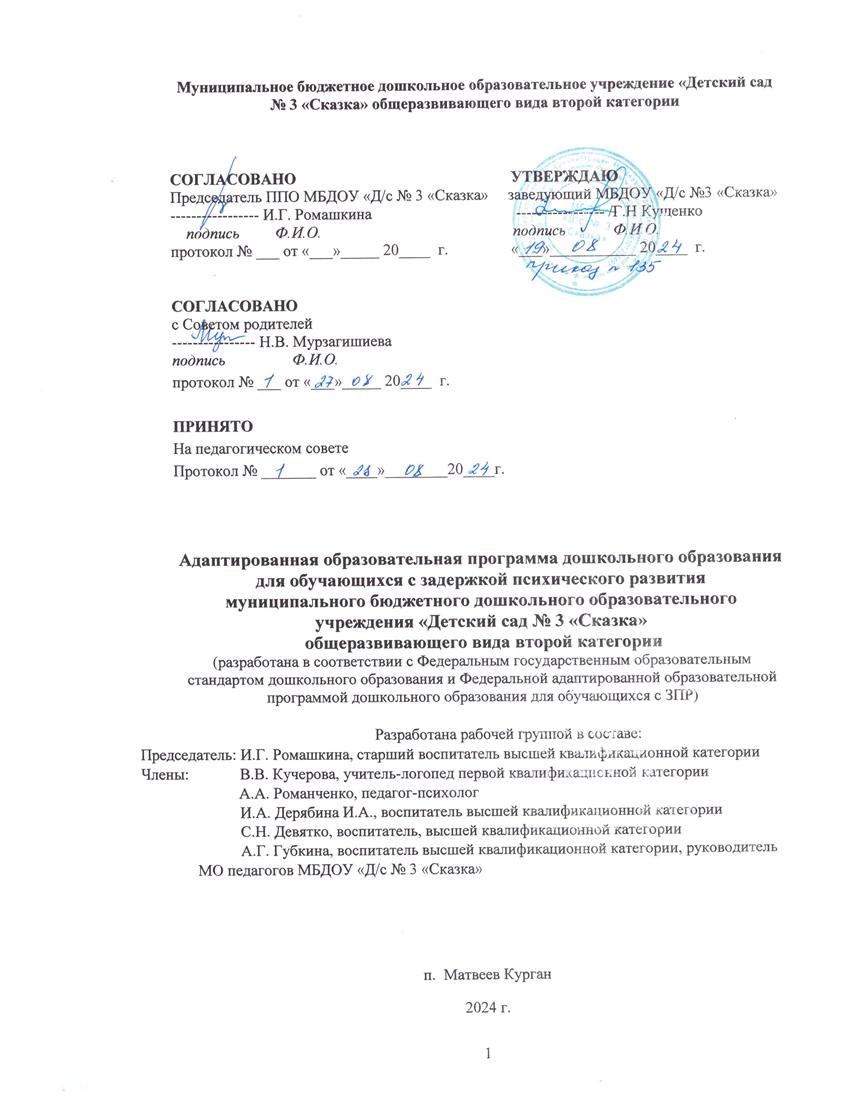 Муниципальное бюджетное дошкольное образовательное учреждение «Детский сад
№ 3 «Сказка» общеразвивающего вида второй категории
СОГЛАСОВАНО
Председатель ППО МБДОУ «Д/с № 3 «Сказка»
------------------ И.Г. Ромашкина
подпись Ф.И.О.
протокол № ___ от «___»_____ 20____ г.
УТВЕРЖДАЮ
заведующий МБДОУ «Д/с №3 «Сказка»
------------------ /Г.Н Кущенко
подпись Ф.И О.
«19» 08 2024 г.
приказ № 135
СОГЛАСОВАНО
с Советом родителей
----------------- Н.В. Мурзагишиева
подпись Ф.И.О.
протокол № 1 от «27» 08 2024 г.
ПРИНЯТО
На педагогическом совете
Протокол № 1 от «28» 08 2024 г.
Адаптированная образовательная программа дошкольного образования
для обучающихся с задержкой психического развития
муниципального бюджетного дошкольного образовательного
учреждения «Детский сад № 3 «Сказка»
общеразвивающего вида второй категории
(разработана в соответствии с Федеральным государственным образовательным
стандартом дошкольного образования и Федеральной адаптированной образовательной
программой дошкольного образования для обучающихся с ЗПР)
Разработана рабочей группой в составе:
Председатель: И.Г. Ромашкина, старший воспитатель высшей квалификационной категории
Члены: В.В. Кучерова, учитель-логопед первой квалификационной категории
А.А. Романченко, педагог-психолог
И.А. Дерябина И.А., воспитатель высшей квалификационной категории
С.Н. Девятко, воспитатель, высшей квалификационной категории
А.Г. Губкина, воспитатель высшей квалификационной категории, руководитель
МО педагогов МБДОУ «Д/с № 3 «Сказка»
п. Матвеев Курган
2024 г.
1